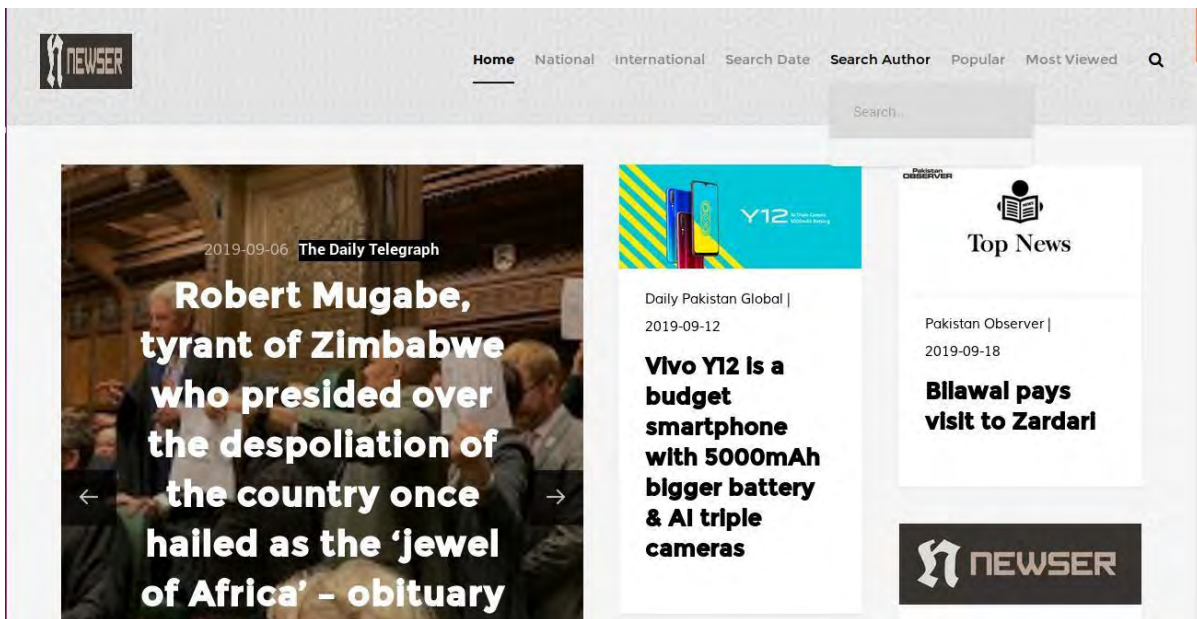 NEWSER
Home National International Search Date Search Author Popular Most Viewed
Search..
2019-09-06 The Daily Telegraph
Robert Mugabe,
tyrant of Zimbabwe
who presided over
the despoliation of
the country once
hailed as the ‘jewel
of Africa’ – obituary
Y12
Daily Pakistan Global |
2019-09-12
Vivo Y12 is a
budget
smartphone
with 5000mAh
bigger battery
& AI triple
cameras
Pakistan
OBSERVER
Top News
Pakistan Observer |
2019-09-18
Bilawal pays
visit to Zardari
NEWSER